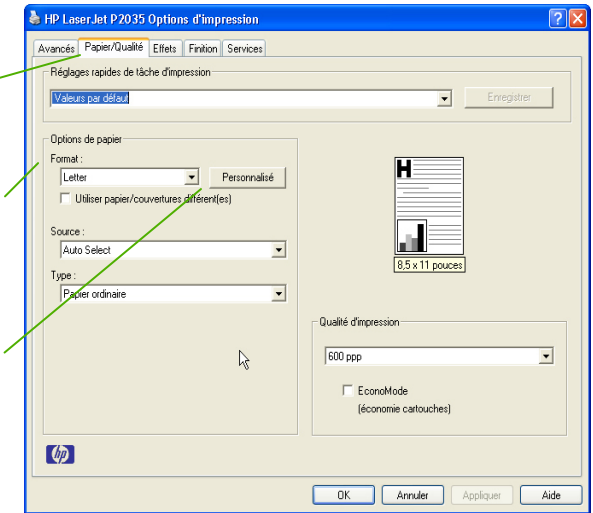 HP LaserJet P2035 Options d'impression
Avancés Papier/Qualité Effets Finition Services
Réglages rapides de tâche d'impression
Valeurs par défaut
Enregistrer
Options de papier
Format :
Letter
Personnalisé
Utiliser papier/couvertures différent(es)
Source :
Auto Select
Type :
Papier ordinaire
H
8,5 x 11 pouces
Qualité d'impression
600 ppp
EconoMode
(économie cartouches)
hp
OK Annuler Appliquer Aide